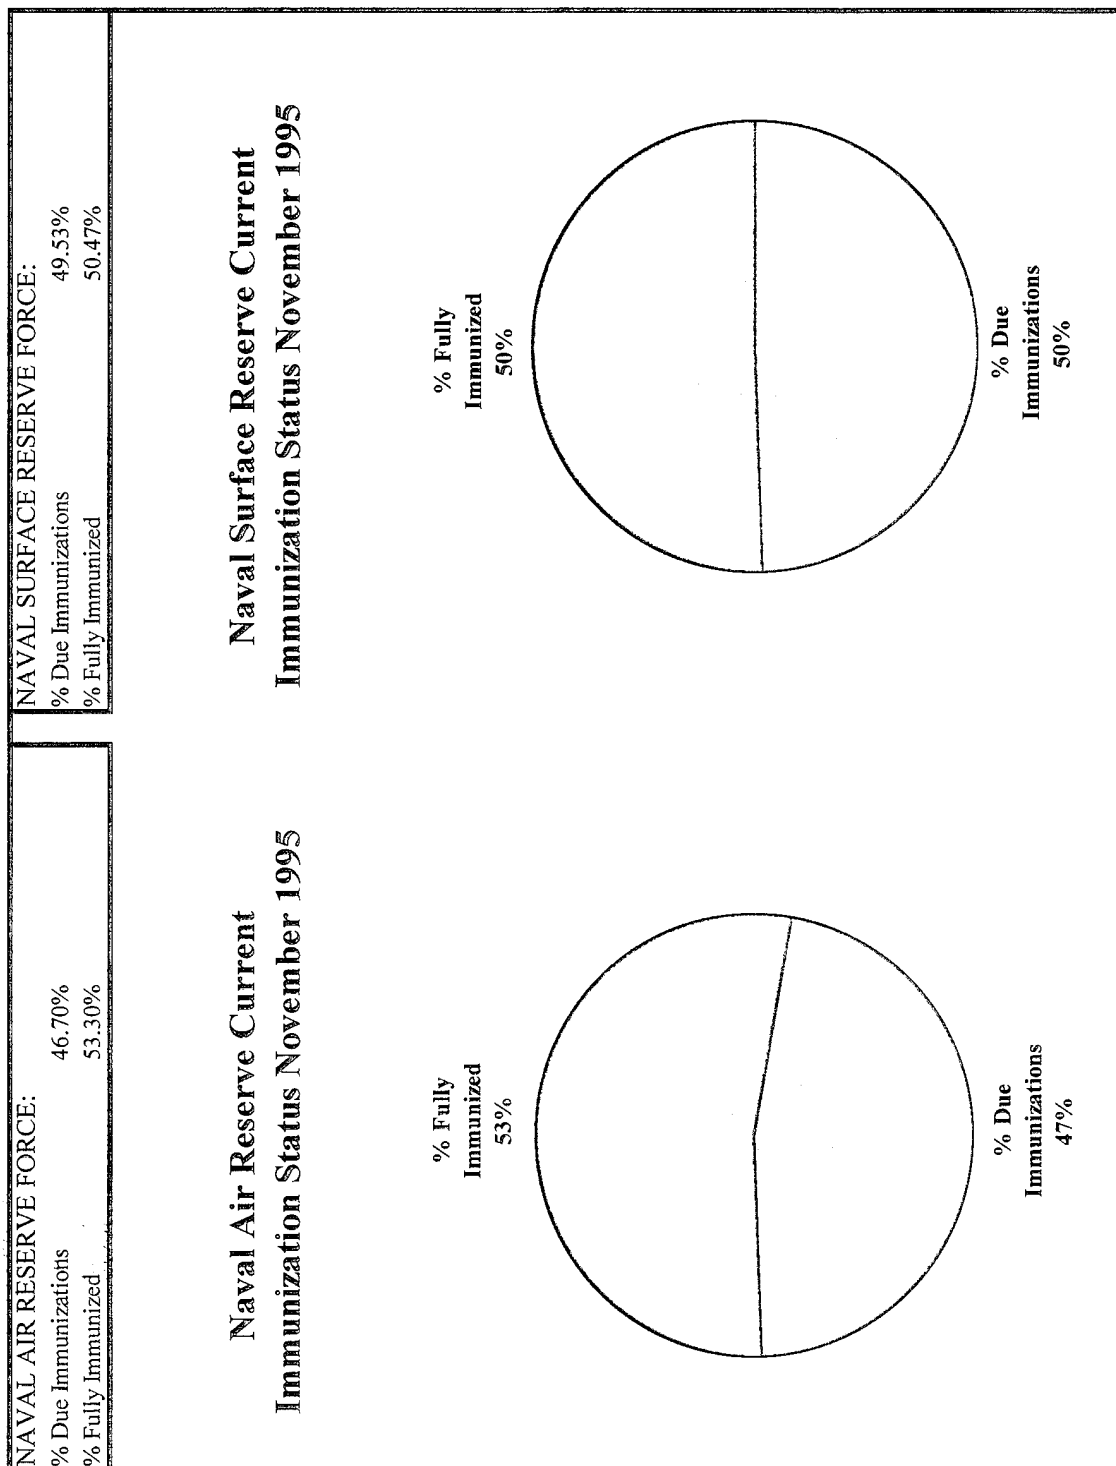 NAVAL AIR RESERVE FORCE:
% Due Immunizations 46.70%
% Fully Immunized 53.30%
Naval Air Reserve Current
Immunization Status November 1995
% Fully
Immunized
53%
% Due
Immunizations
47%
NAVAL SURFACE RESERVE FORCE:
% Due Immunizations 49.53%
% Fully Immunized 50.47%
Naval Surface Reserve Current
Immunization Status November 1995
% Fully
Immunized
50%
% Due
Immunizations
50%